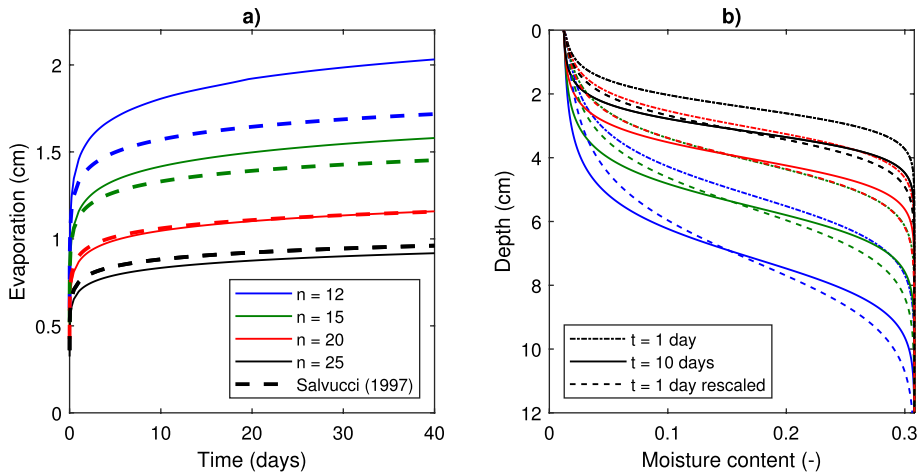 a)
Evaporation (cm)
2
1.5
1
0.5
0
0
10
20
30
40
Time (days)
n = 12
n = 15
n = 20
n = 25
Salvucci (1997)
b)
Depth (cm)
0
2
4
6
8
10
12
0
0.1
0.2
0.3
Moisture content (-)
t = 1 day
t = 10 days
t = 1 day rescaled